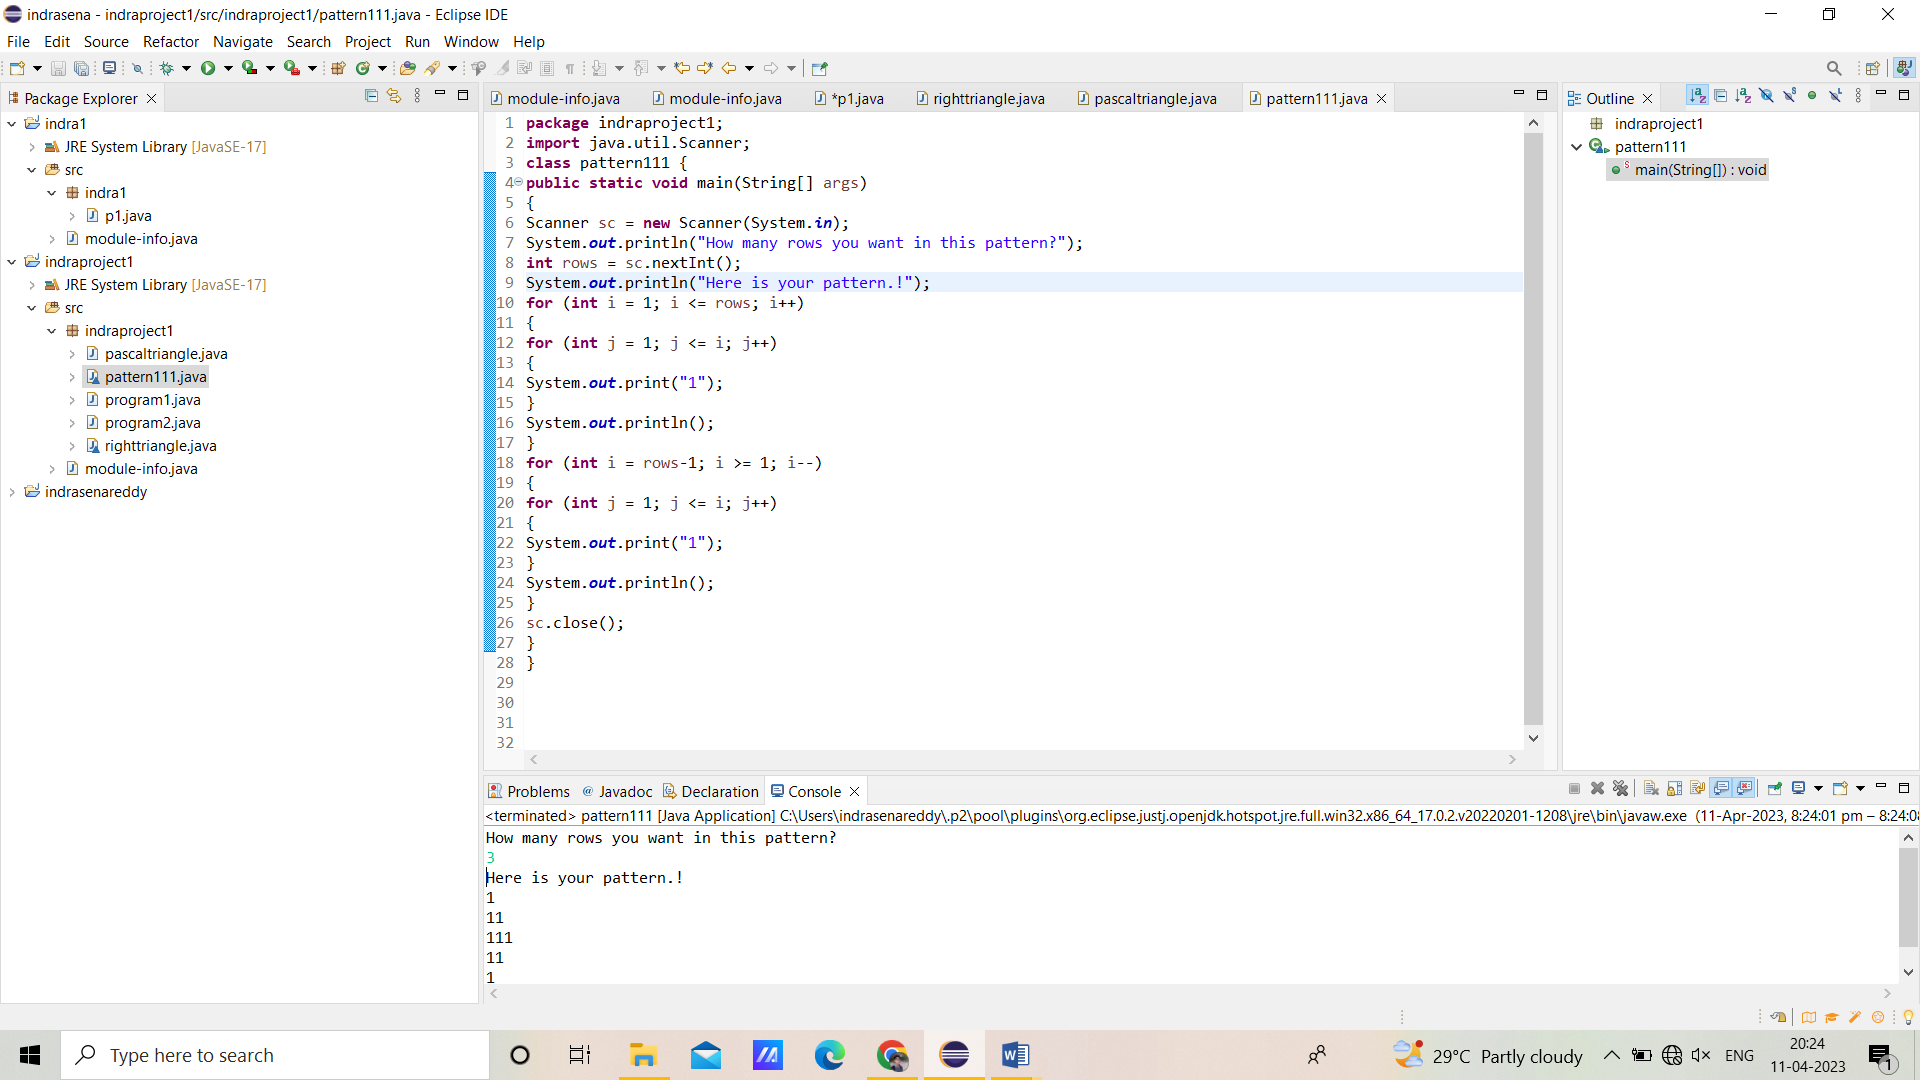 indrasena - indraproject1/src/indraproject1/pattern111.java - Eclipse IDE
File Edit Source Refactor Navigate Search Project Run Window Help
Package Explorer
indra1
JRE System Library [JavaSE-17]
src
indra1
p1.java
module-info.java
indraproject1
JRE System Library [JavaSE-17]
src
indraproject1
pascaltriangle.java
pattern111.java
program1.java
program2.java
righttriangle.java
module-info.java
indrasenareddy
module-info.java module-info.java *p1.java righttriangle.java pascaltriangle.java pattern111.java
1 package indraproject1;
2 import java.util.Scanner;
3 class pattern111 {
4 public static void main(String[] args)
5 {
6 Scanner sc = new Scanner(System.in);
7 System.out.println("How many rows you want in this pattern?");
8 int rows = sc.nextInt();
9 System.out.println("Here is your pattern.!");
10 for (int i = 1; i <= rows; i++)
11 {
12 for (int j = 1; j <= i; j++)
13 {
14 System.out.print("1");
15 }
16 System.out.println();
17 }
18 for (int i = rows-1; i >= 1; i--)
19 {
20 for (int j = 1; j <= i; j++)
21 {
22 System.out.print("1");
23 }
24 System.out.println();
25 }
26 sc.close();
27 }
28 }
29
30
31
32
Outline
indraproject1
pattern111
main(String[]) : void
Problems @ Javadoc Declaration Console
<terminated> pattern111 [Java Application] C:\Users\indrasenareddy\.p2\pool\plugins\org.eclipse.justj.openjdk.hotspot.jre.full.win32.x86_64_17.0.2.v20220201-1208\jre\bin\javaw.exe (11-Apr-2023, 8:24:01 pm – 8:24:08
How many rows you want in this pattern?
3
Here is your pattern.!
1
11
111
11
1
Type here to search
29°C Partly cloudy
ENG
20:24
11-04-2023
1